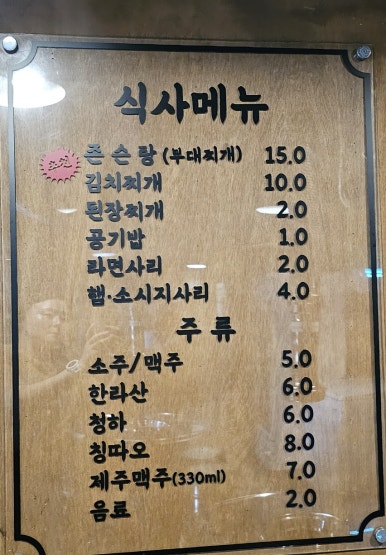 식사메뉴
존슨탕 (부대찌개) 15.0
김치찌개 10.0
된장찌개 2.0
공기밥 1.0
라면사리 2.0
햄·소시지사리 4.0
주류
소주/맥주 5.0
한라산 6.0
청하 6.0
칭따오 8.0
제주맥주(330ml) 7.0
음료 2.0